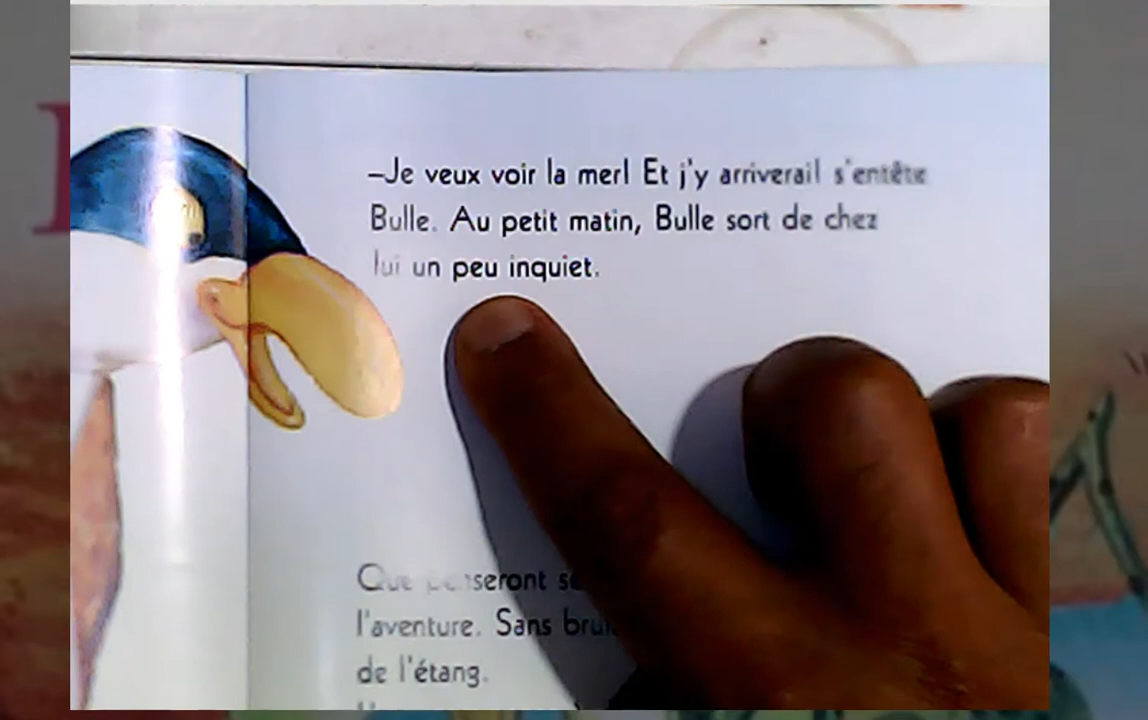 –Je veux voir la mer! Et j'y arriverai! s'entête
Bulle. Au petit matin, Bulle sort de chez
lui un peu inquiet.
Que penseront
l'aventure. Sans
de l'étang.